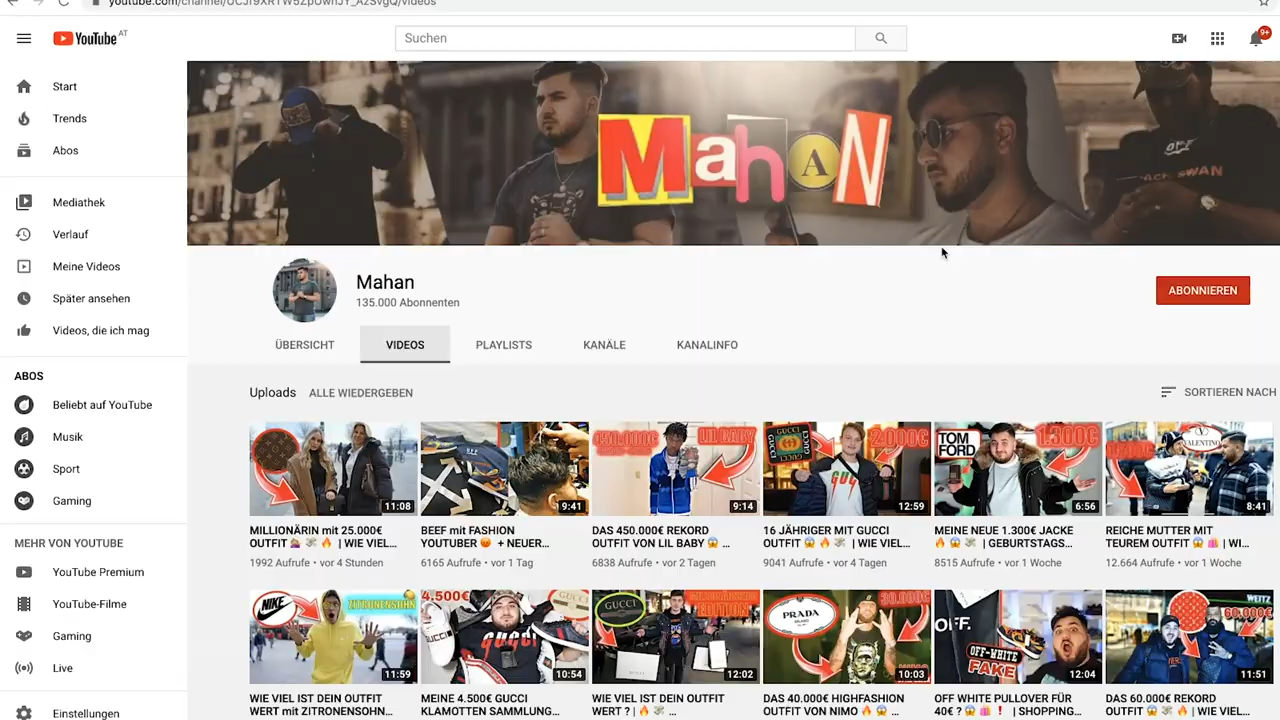 YouTube AT
Suchen
9+
Start
Trends
Abos
Mediathek
Verlauf
Meine Videos
Später ansehen
Videos, die ich mag
ABOS
Beliebt auf YouTube
Musik
Sport
Gaming
MEHR VON YOUTUBE
YouTube Premium
YouTube-Filme
Gaming
Live
Einstellungen
MahaN
OFF
Mahan
135.000 Abonnenten
ABONNIEREN
ÜBERSICHT
VIDEOS
PLAYLISTS
KANÄLE
KANALINFO
Uploads
ALLE WIEDERGEBEN
SORTIEREN NACH
11:08
MILLIONÄRIN mit 25.000€
OUTFIT 🙈 💸 🔥 | WIE VIEL...
1992 Aufrufe • vor 4 Stunden
9:41
BEEF mit FASHION
YOUTUBER 😡 + NEUER...
6165 Aufrufe • vor 1 Tag
450.000€
LIL BABY
9:14
DAS 450.000€ REKORD
OUTFIT VON LIL BABY 😱 ...
6838 Aufrufe • vor 2 Tagen
GUCCI
2.000€
12:59
16 JÄHRIGER MIT GUCCI
OUTFIT 😱 🔥 💸 | WIE VIEL...
9041 Aufrufe • vor 4 Tagen
TOM
FORD
1.300€
6:56
MEINE NEUE 1.300€ JACKE
🔥 😱 💸 | GEBURTSTAGS...
8515 Aufrufe • vor 1 Woche
VALENTINO
8:41
REICHE MUTTER MIT
TEUREM OUTFIT 😱 🛍 | WI...
12.664 Aufrufe • vor 1 Woche
NIKE
ZITRONENSOHN
11:59
WIE VIEL IST DEIN OUTFIT
WERT mit ZITRONENSOHN...
4.500€
GUCCI
10:54
MEINE 4.500€ GUCCI
KLAMOTTEN SAMMLUNG...
GUCCI
EDITION
12:02
WIE VIEL IST DEIN OUTFIT
WERT ? | 🔥 💸 ...
PRADA
10:03
DAS 40.000€ HIGHFASHION
OUTFIT VON NIMO 🔥 😱 ...
OFF.
OFF-WHITE
FAKE
12:04
OFF WHITE PULLOVER FÜR
40€ ? 😱 🛍 ❗ | SHOPPING...
WEITZ
60.000€
11:51
DAS 60.000€ REKORD
OUTFIT 😱 💸 🔥 | WIE VIEL...